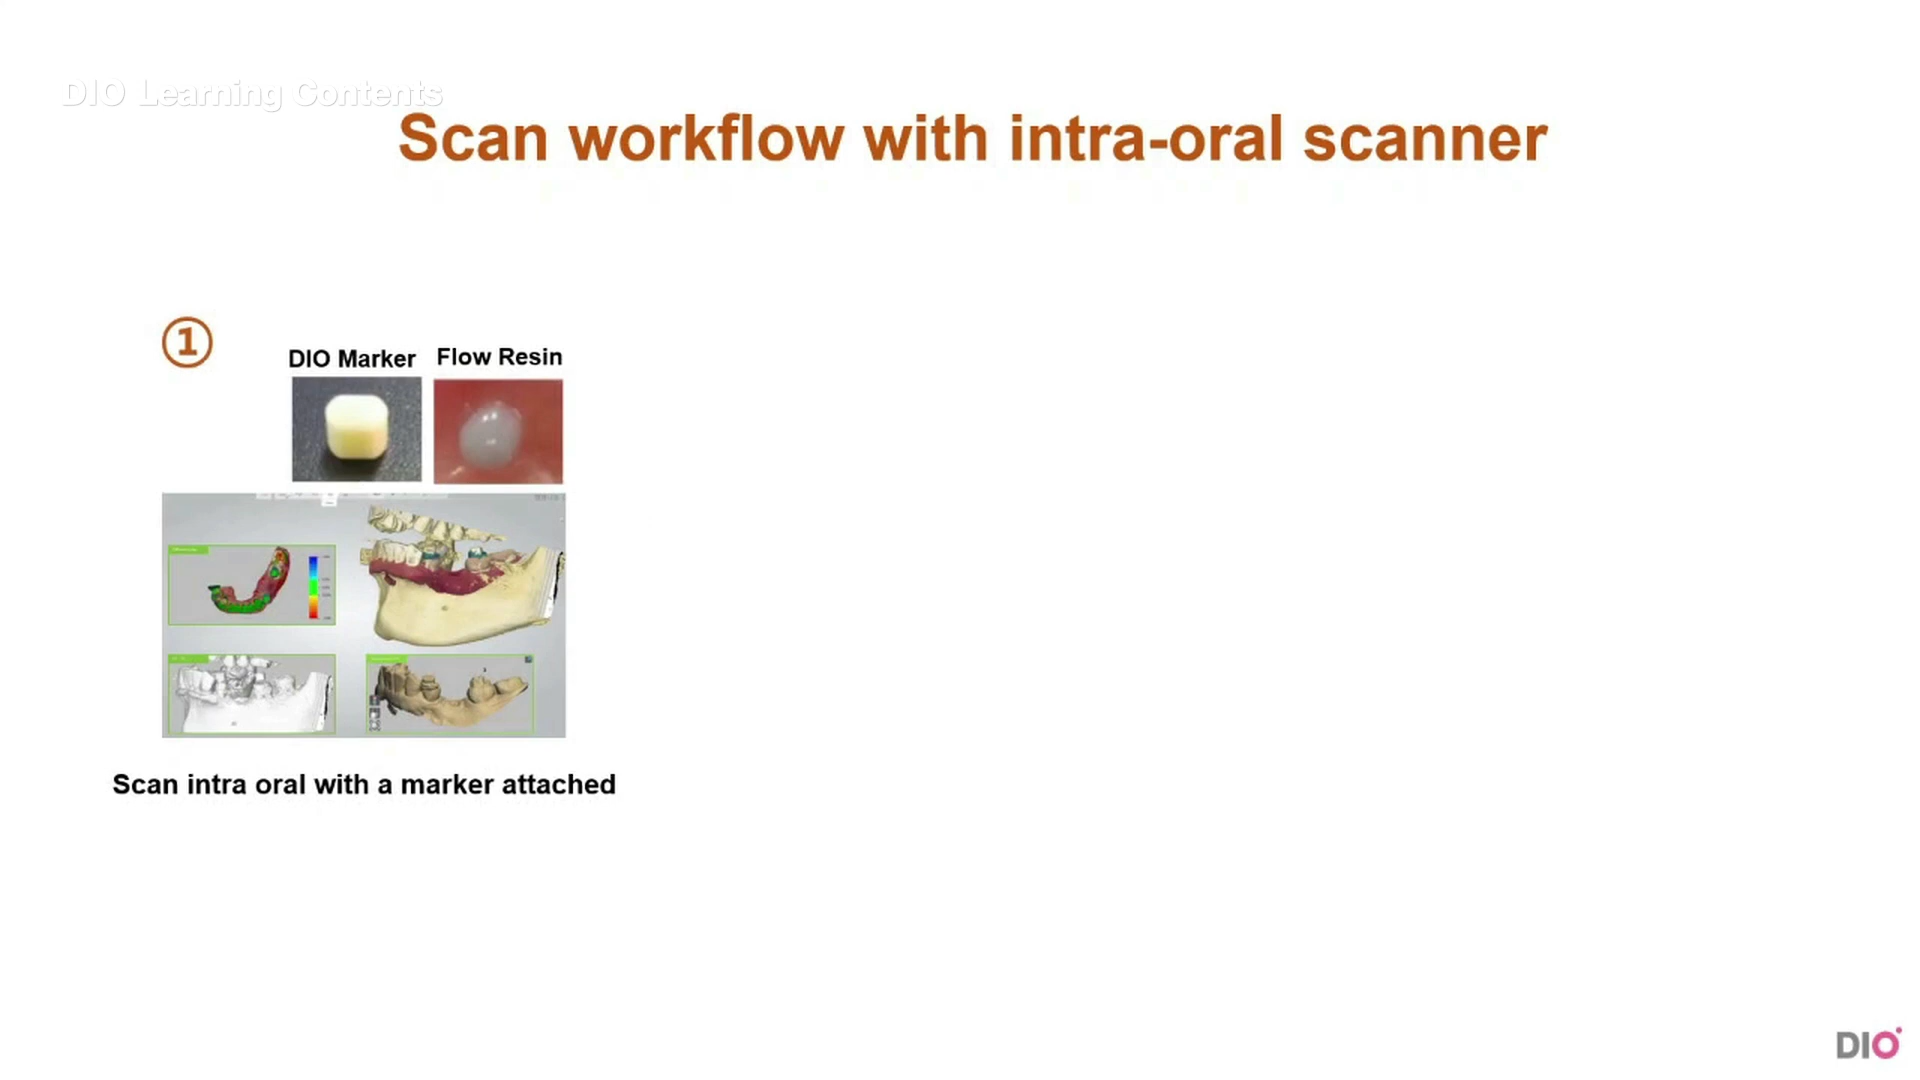 DIO Learning Contents
Scan workflow with intra-oral scanner
①
DIO Marker
Flow Resin
Scan intra oral with a marker attached
DIO